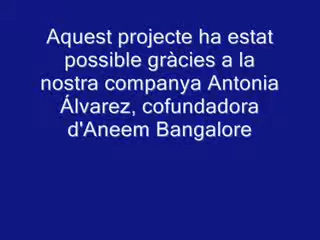 Aquest projecte ha estat
possible gràcies a la
nostra companya Antonia
Álvarez, cofundadora
d'Aneem Bangalore